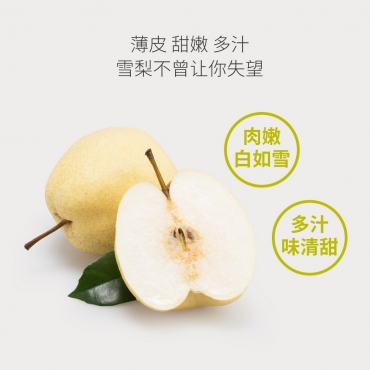 薄皮 甜嫩 多汁
雪梨不曾让你失望
肉嫩
白如雪
多汁
味清甜